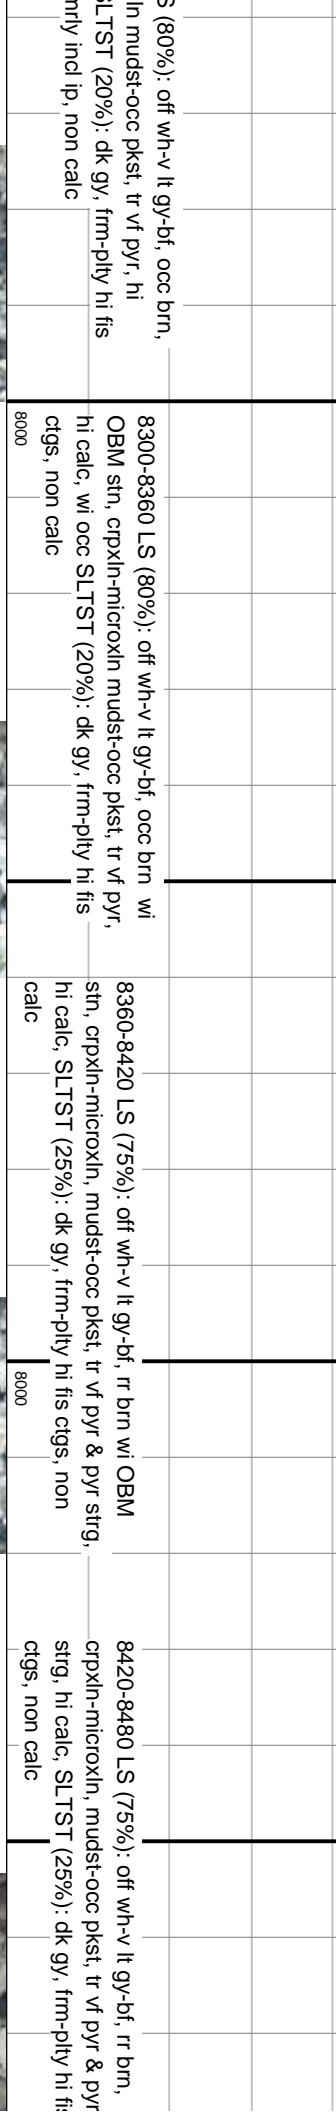 (80%): off wh-v lt gy-bf, occ brn,
ln mudst-occ pkst, tr vf pyr, hi
SLTST (20%): dk gy, frm-plty hi fis
incl ip, non calc
8300-8360 LS (80%): off wh-v lt gy-bf, occ brn wi
OBM stn, crpxln-microxln mudst-occ pkst, tr vf pyr,
hi calc, wi occ SLTST (20%): dk gy, frm-plty hi fis
ctgs, non calc
8000
8360-8420 LS (75%): off wh-v lt gy-bf, rr brn wi OBM
stn, crpxln-microxln, mudst-occ pkst, tr vf pyr & pyr strg,
hi calc, SLTST (25%): dk gy, frm-plty hi fis ctgs, non
calc
8000
8420-8480 LS (75%): off wh-v lt gy-bf, rr brn,
crpxln-microxln, mudst-occ pkst, tr vf pyr & pyr
strg, hi calc, SLTST (25%): dk gy, frm-plty hi fis
ctgs, non calc